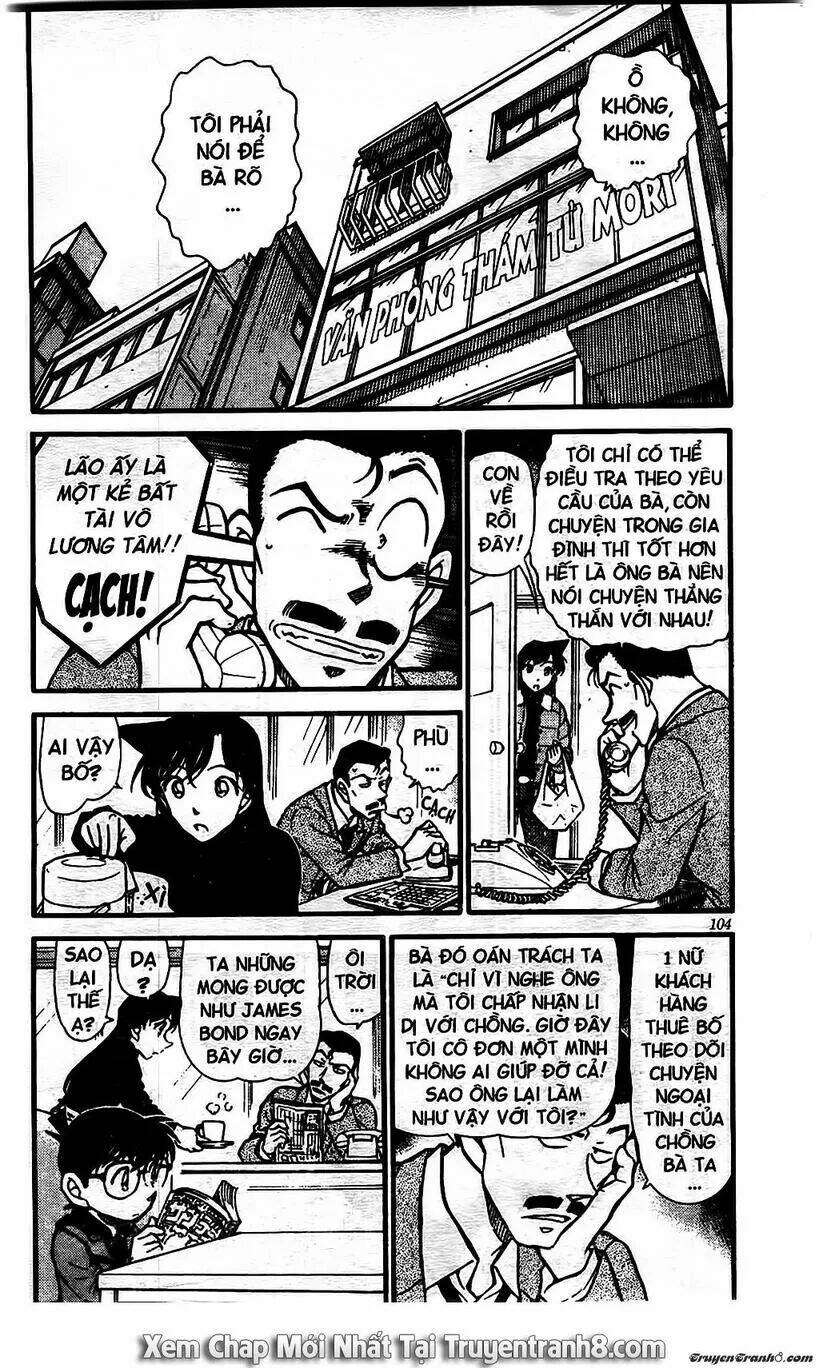 Ồ
KHÔNG,
KHÔNG
...
TÔI PHẢI
NÓI ĐỂ
BÀ RÕ
...
VĂN PHÒNG THÁM TỬ MORI
TÔI CHỈ CÓ THỂ
ĐIỀU TRA THEO YÊU
CẦU CỦA BÀ, CÒN
CHUYỆN TRONG GIA
ĐÌNH THÌ TỐT HƠN
HẾT LÀ ÔNG BÀ NÊN
NÓI CHUYỆN THẲNG
THẮN VỚI NHAU!
CON
VỀ
RỒI
ĐÂY!
LÃO ẤY LÀ
MỘT KẺ BẤT
TÀI VÔ
LƯƠNG TÂM!!
CẠCH!
PHÙ
...
CẠCH
AI VẬY
BỐ?
XÌ
104
1 NỮ
KHÁCH
HÀNG
THUÊ BỐ
THEO DÕI
CHUYỆN
NGOẠI
TÌNH CỦA
CHỒNG
BÀ TA
...
BÀ ĐÓ OÁN TRÁCH TA
LÀ "CHỈ VÌ NGHE ÔNG
MÀ TÔI CHẤP NHẬN LI
DỊ VỚI CHỒNG. GIỜ ĐÂY
TÔI CÔ ĐƠN MỘT MÌNH
KHÔNG AI GIÚP ĐỠ CẢ!
SAO ÔNG LẠI LÀM
NHƯ VẬY VỚI TÔI?"
ÔI
TRỜI
...
TA NHỮNG
MONG ĐƯỢC
NHƯ JAMES
BOND NGAY
BÂY GIỜ...
DẠ
?
SAO
LẠI
THẾ
Ạ?
Xem Chap Mới Nhất Tại Truyentranh8.com
TruyenTranh8.com